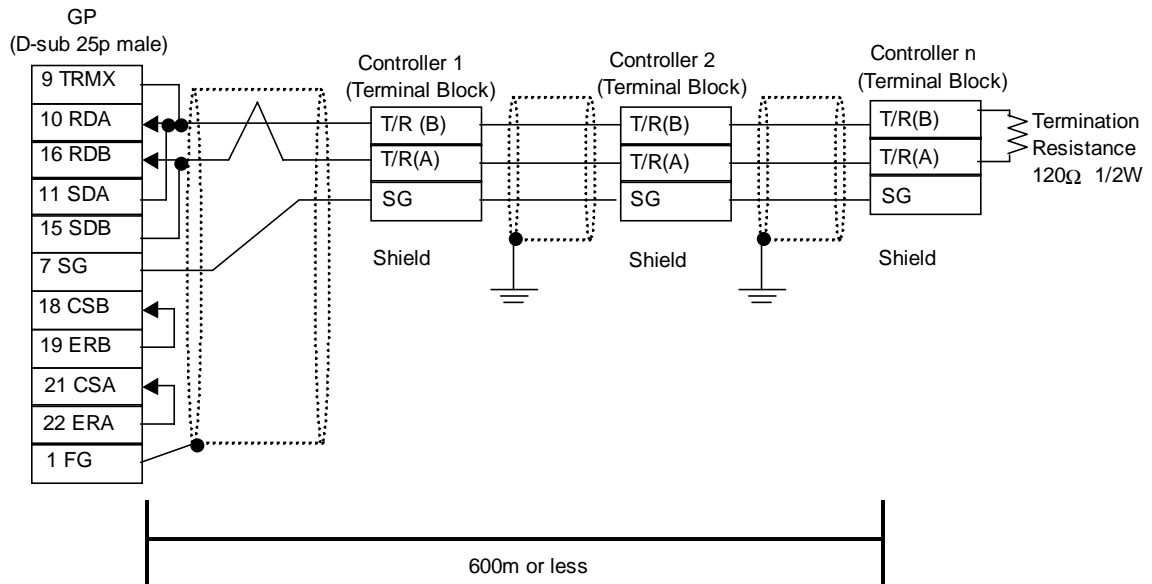 GP
(D-sub 25p male)
9 TRMX
10 RDA
16 RDB
11 SDA
15 SDB
7 SG
18 CSB
19 ERB
21 CSA
22 ERA
1 FG
Controller 1
(Terminal Block)
T/R (B)
T/R(A)
SG
Shield
Controller 2
(Terminal Block)
T/R(B)
T/R(A)
SG
Shield
Controller n
(Terminal Block)
T/R(B)
T/R(A)
SG
Shield
Termination
Resistance
120Ω 1/2W
600m or less